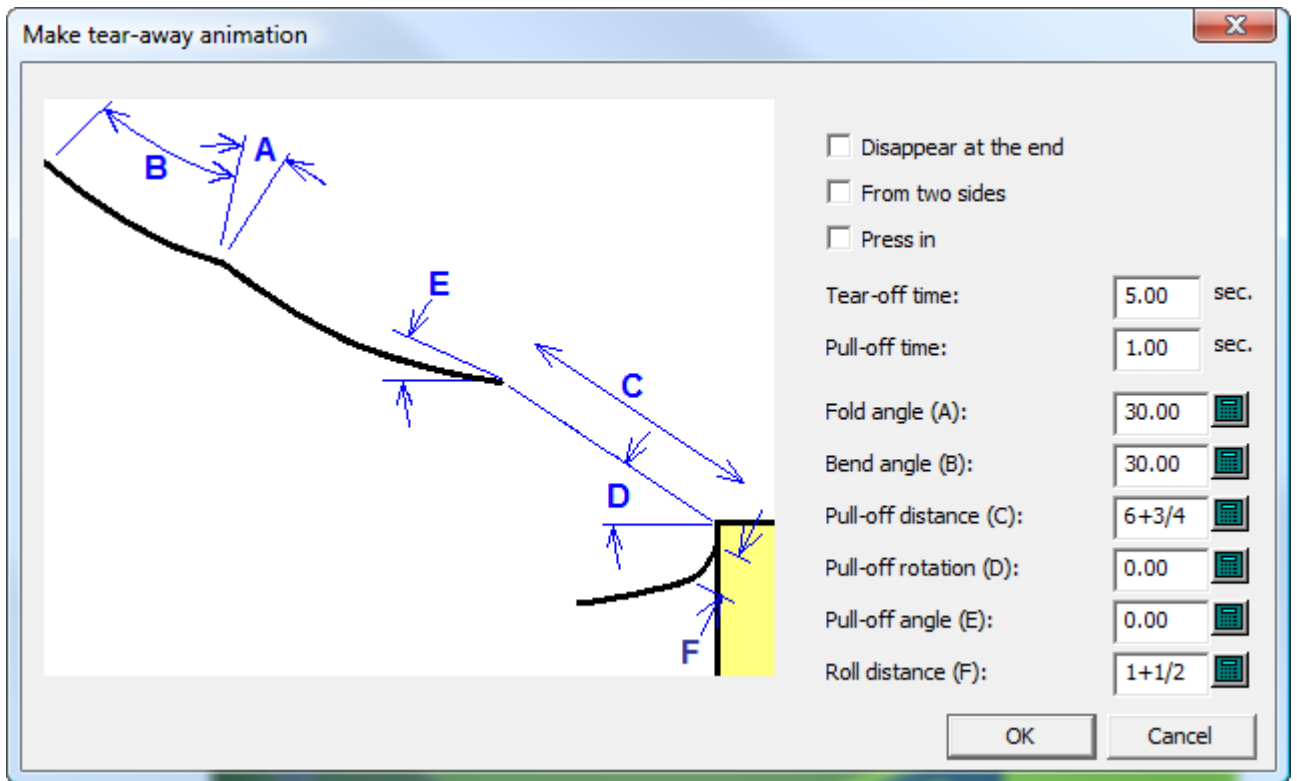 Make tear-away animation
A
B
E
C
D
F
Disappear at the end
From two sides
Press in
Tear-off time: 5.00 sec.
Pull-off time: 1.00 sec.
Fold angle (A): 30.00
Bend angle (B): 30.00
Pull-off distance (C): 6+3/4
Pull-off rotation (D): 0.00
Pull-off angle (E): 0.00
Roll distance (F): 1+1/2
OK Cancel